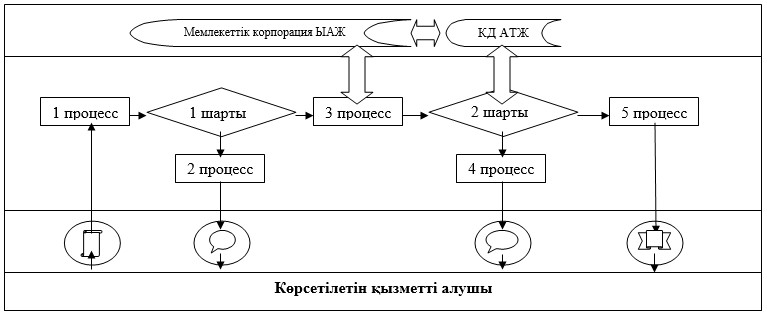 Мемлекеттік корпорация ЫАЖ
КД АТЖ
1 процесс
1 шарты
3 процесс
2 шарты
5 процесс
2 процесс
4 процесс
Көрсетілетін қызметті алушы